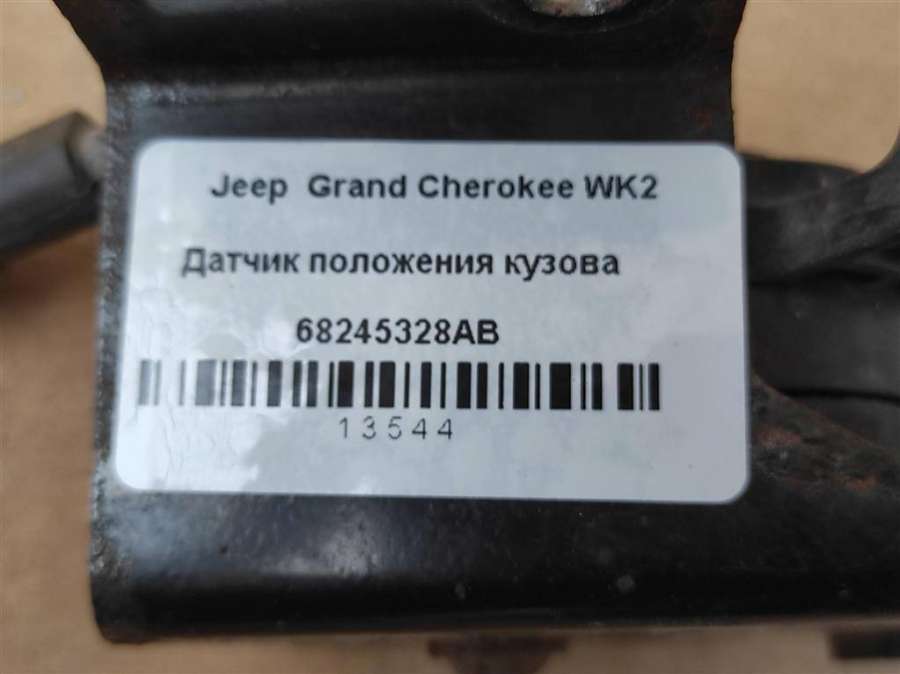 Jeep Grand Cherokee WK2
Датчик положения кузова
68245328AB
13544